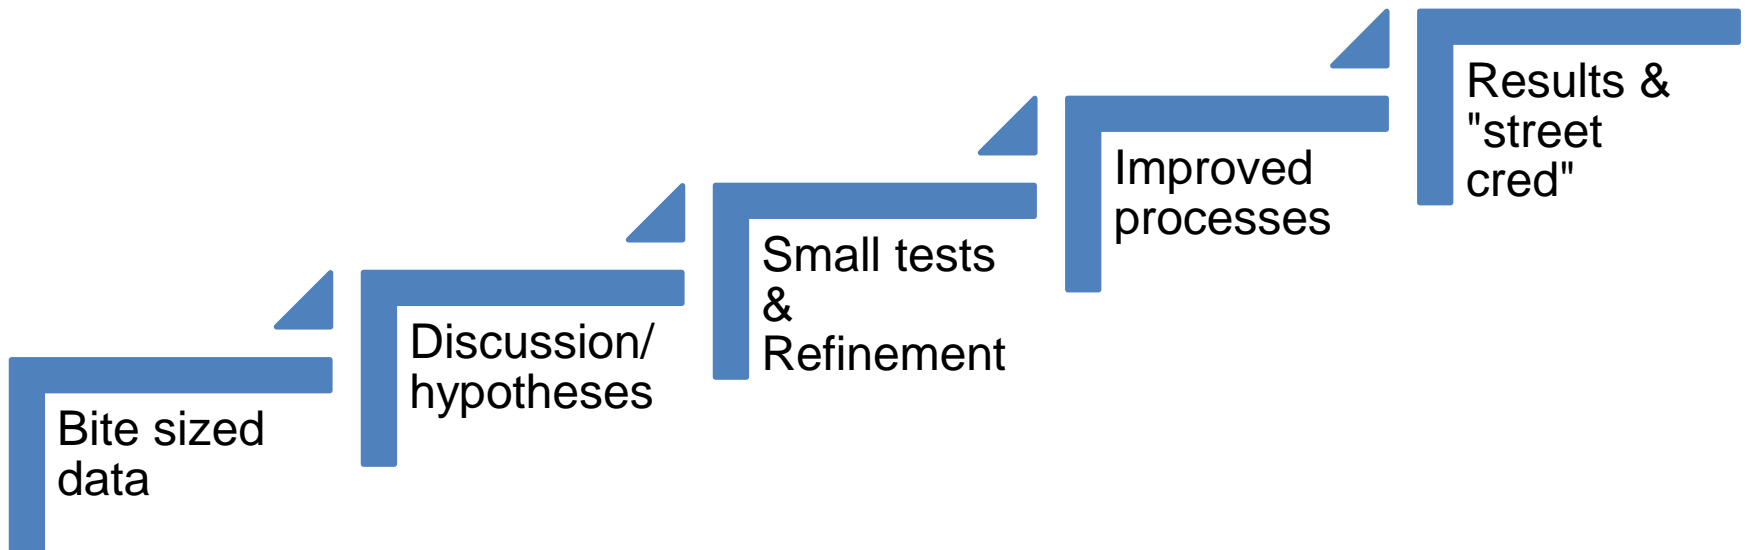 Bite sized
data
Discussion/
hypotheses
Small tests
&
Refinement
Improved
processes
Results &
"street
cred"